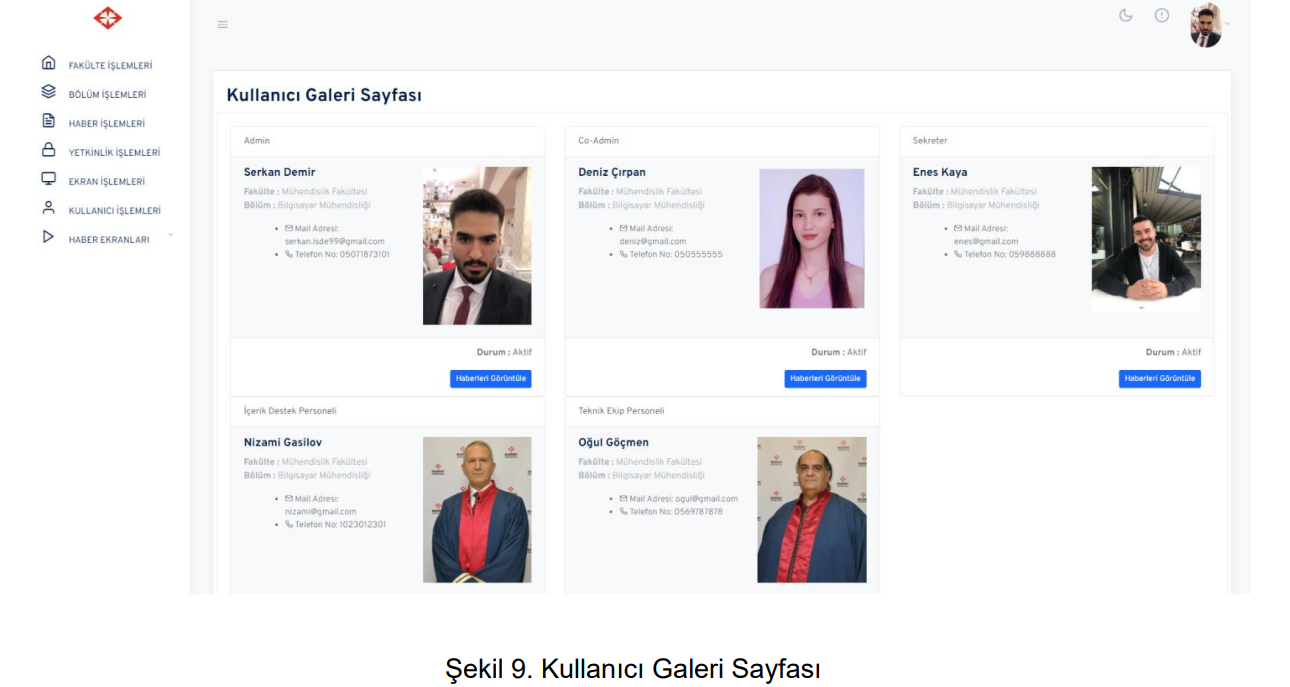 FAKÜLTE İŞLEMLERİ
BÖLÜM İŞLEMLERİ
HABER İŞLEMLERİ
YETKİNLİK İŞLEMLERİ
EKRAN İŞLEMLERİ
KULLANICI İŞLEMLERİ
HABER EKRANLARI
Kullanıcı Galeri Sayfası
Admin
Serkan Demir
Fakülte : Mühendislik Fakültesi
Bölüm : Bilgisayar Mühendisliği
Mail Adresi:
serkan.isde99@gmail.com
Telefon No: 05071873101
Durum : Aktif
Haberleri Görüntüle
Co-Admin
Deniz Çırpan
Fakülte : Mühendislik Fakültesi
Bölüm : Bilgisayar Mühendisliği
Mail Adresi:
deniz@gmail.com
Telefon No: 050555555
Durum : Aktif
Haberleri Görüntüle
Sekreter
Enes Kaya
Fakülte : Mühendislik Fakültesi
Bölüm : Bilgisayar Mühendisliği
Mail Adresi:
enes@gmail.com
Telefon No: 059888888
Durum : Aktif
Haberleri Görüntüle
İçerik Destek Personeli
Nizami Gasilov
Fakülte : Mühendislik Fakültesi
Bölüm : Bilgisayar Mühendisliği
Mail Adresi:
nizami@gmail.com
Telefon No: 1023012301
Teknik Ekip Personeli
Oğul Göçmen
Fakülte : Mühendislik Fakültesi
Bölüm : Bilgisayar Mühendisliği
Mail Adresi: ogul@gmail.com
Telefon No: 0569787878
Şekil 9. Kullanıcı Galeri Sayfası